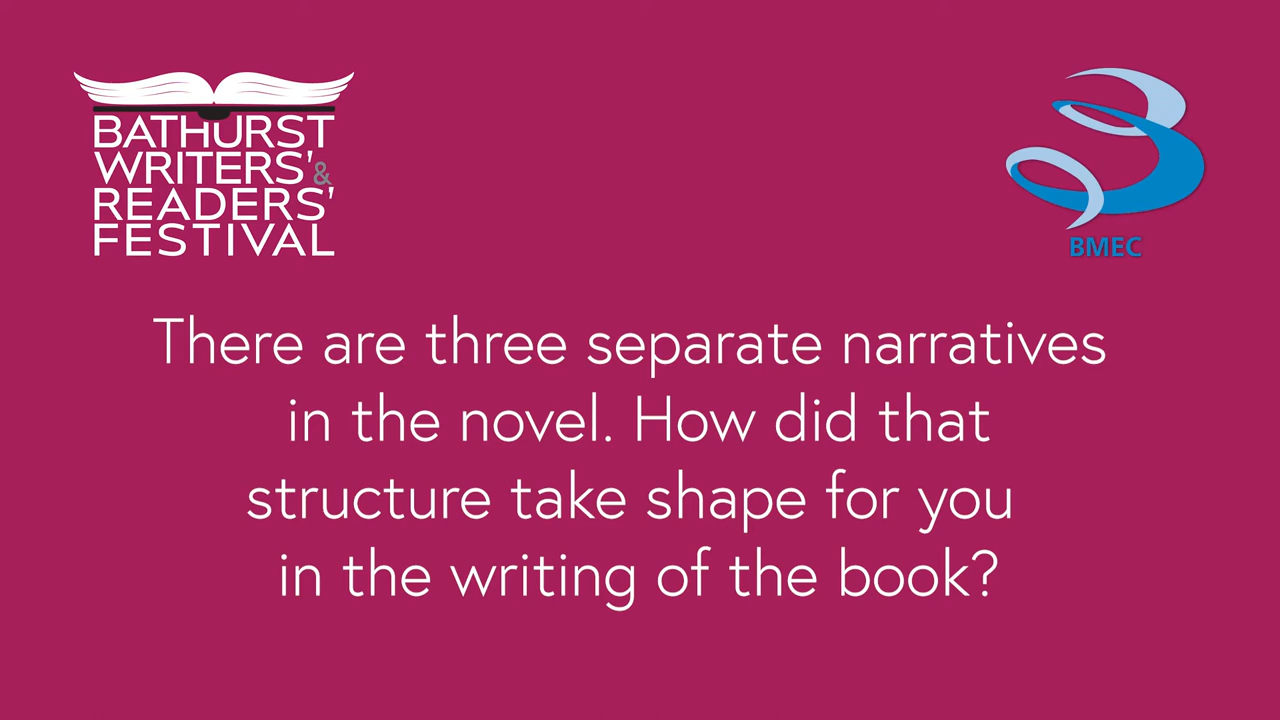 BATHURST
WRITERS'&
READERS'
FESTIVAL
BMEC
There are three separate narratives
in the novel. How did that
structure take shape for you
in the writing of the book?